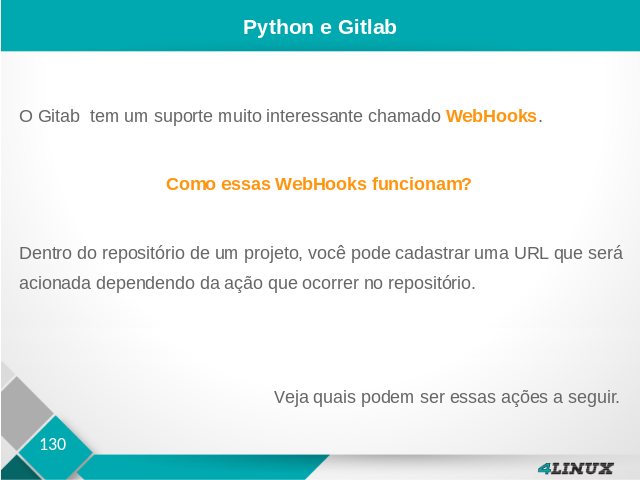 Python e Gitlab
O Gitab  tem um suporte muito interessante chamado WebHooks.
Como essas WebHooks funcionam?
Dentro do repositório de um projeto, você pode cadastrar uma URL que será
acionada dependendo da ação que ocorrer no repositório.
Veja quais podem ser essas ações a seguir.
130
4LINUX